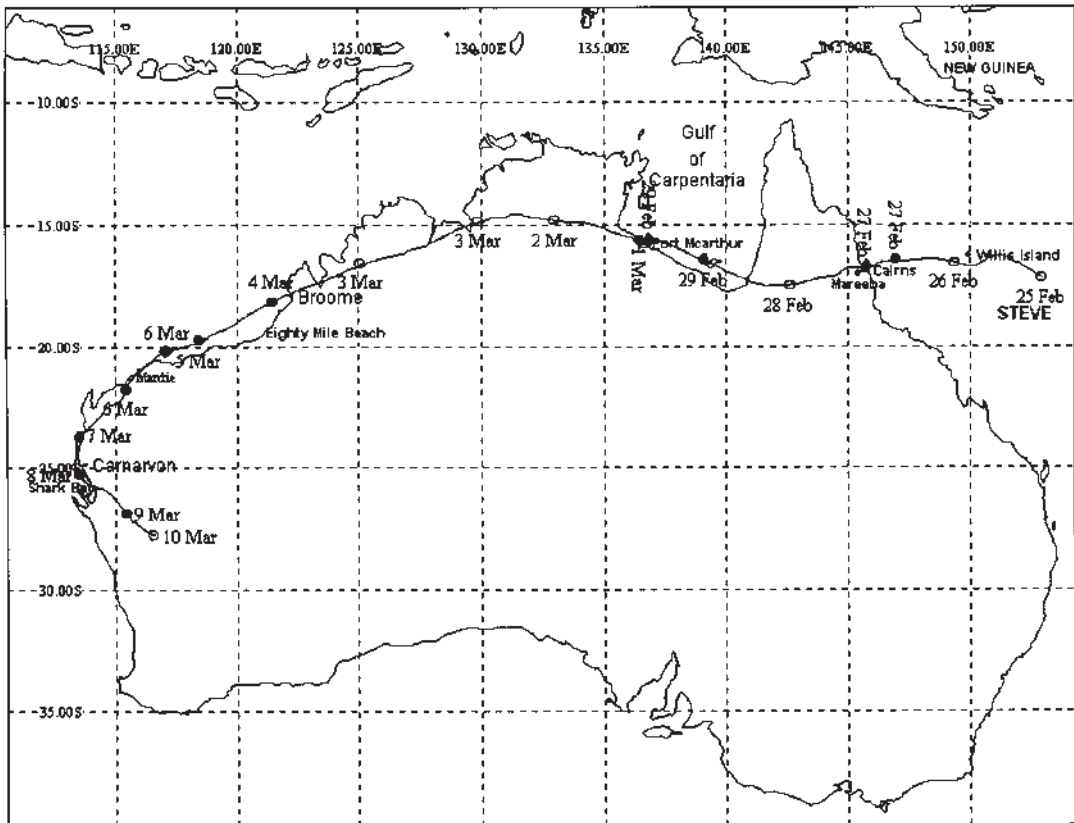 115.00E 120.00E 125.00E 130.00E 135.00E 140.00E 145.00E 150.00E
NEW GUINEA
10.00S
Gulf
of
Carpentaria
29 Feb
27 Feb
27 Feb
15.00S
3 Mar
2 Mar
1 Mar
Port Mcarthur
29 Feb
28 Feb
Mareeba
Cairns
26 Feb
Willis Island
25 Feb
STEVE
3 Mar
4 Mar
Broome
Eighty Mile Beach
6 Mar
5 Mar
20.00S
Mardie
6 Mar
7 Mar
25.00S
Carnarvon
8 Mar
9 Mar
10 Mar
30.00S
35.00S